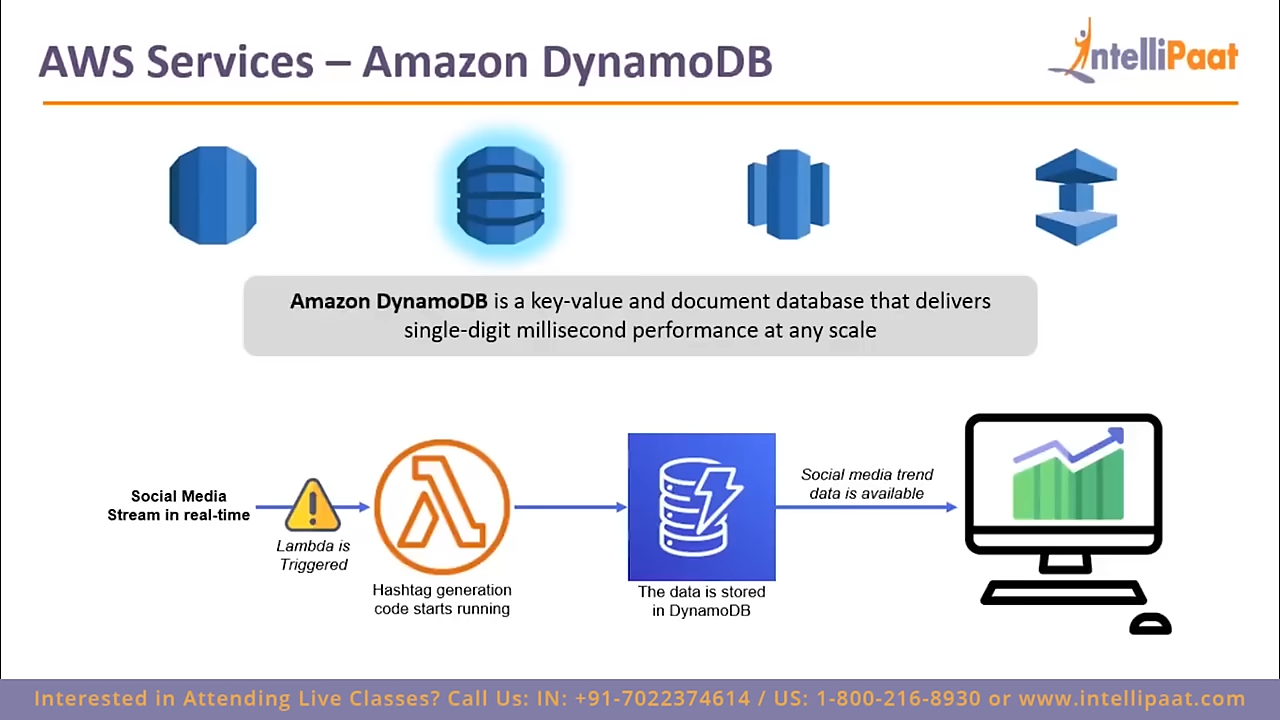 AWS Services – Amazon DynamoDB
IntelliPaat
Amazon DynamoDB is a key-value and document database that delivers
single-digit millisecond performance at any scale
Social Media
Stream in real-time
Lambda is
Triggered
Hashtag generation
code starts running
The data is stored
in DynamoDB
Social media trend
data is available
Interested in Attending Live Classes? Call Us: IN: +91-7022374614 / US: 1-800-216-8930 or www.intellipaat.com